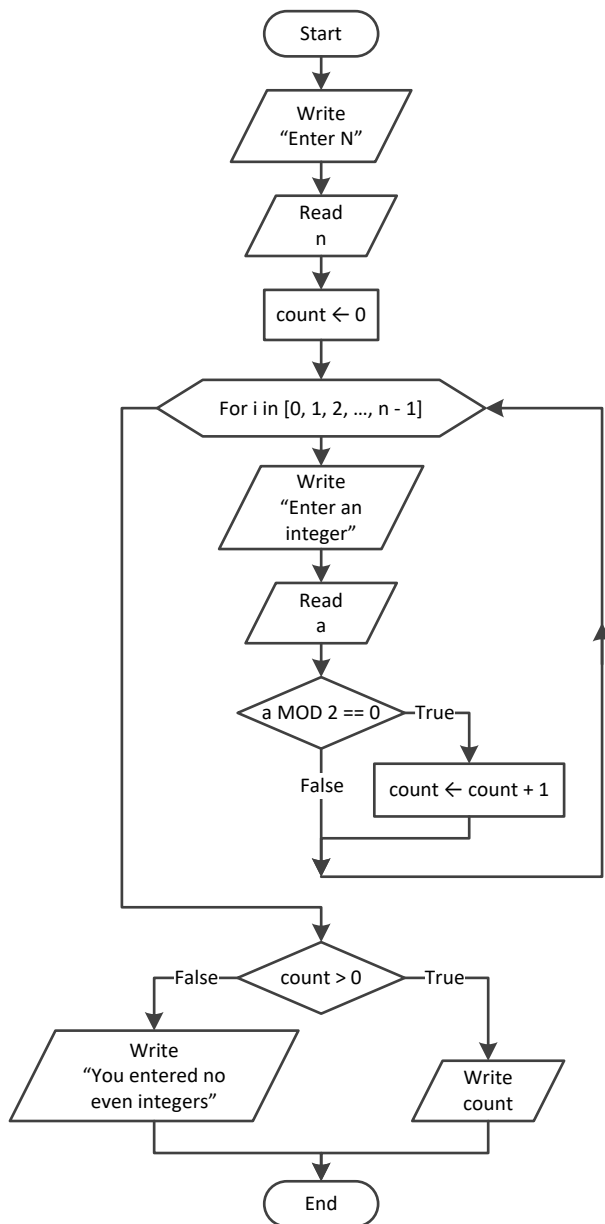 Start
Write
“Enter N”
Read
n
count ← 0
For i in [0, 1, 2, ..., n - 1]
Write
“Enter an
integer”
Read
a
a MOD 2 == 0
True
False
count ← count + 1
count > 0
False
True
Write
“You entered no
even integers”
Write
count
End